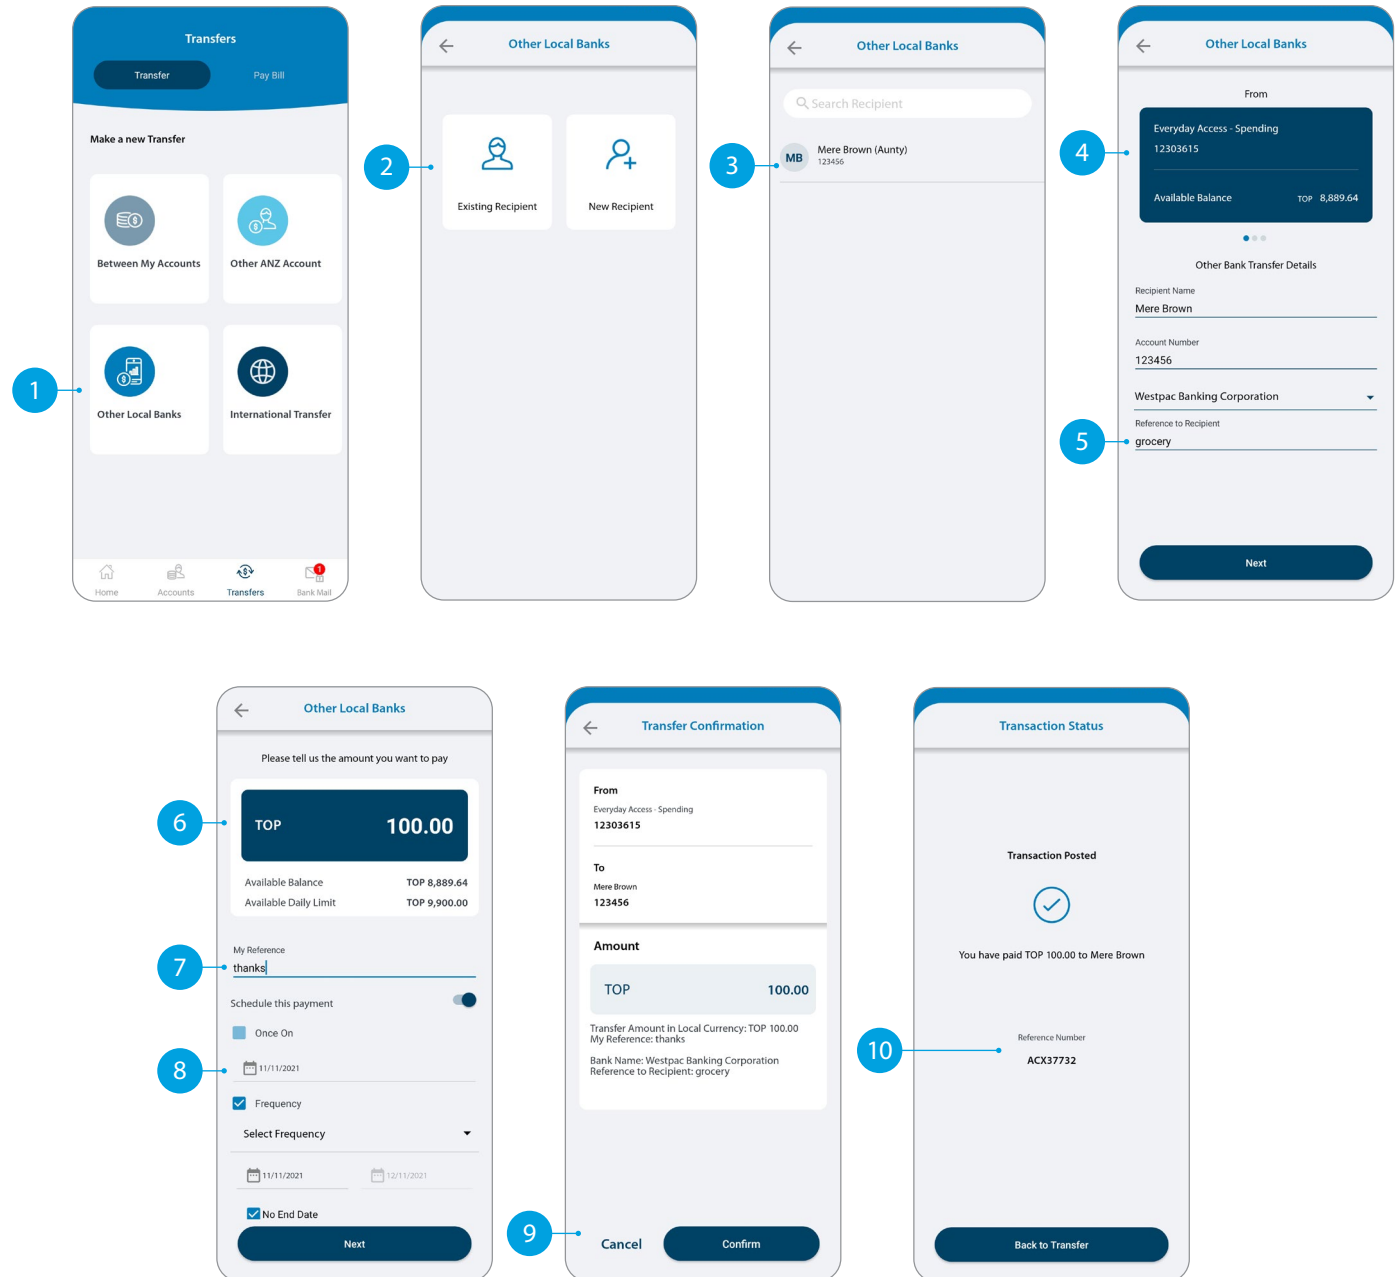 Transfers
Transfer
Pay Bill
Make a new Transfer
Between My Accounts
Other ANZ Account
1
Other Local Banks
International Transfer
Home
Accounts
Transfers
1
Bank Mail
Other Local Banks
2
Existing Recipient
New Recipient
Other Local Banks
Search Recipient
3
MB
Mere Brown (Aunty)
123456
Other Local Banks
From
4
Everyday Access - Spending
12303615
Available Balance TOP 8,889.64
Other Bank Transfer Details
Recipient Name
Mere Brown
Account Number
123456
Westpac Banking Corporation
Reference to Recipient
5
grocery
Next
Other Local Banks
Please tell us the amount you want to pay
6
TOP 100.00
Available Balance TOP 8,889.64
Available Daily Limit TOP 9,900.00
My Reference
7
thanks
Schedule this payment
Once On
8
11/11/2021
Frequency
Select Frequency
11/11/2021 12/11/2021
No End Date
Next
Transfer Confirmation
From
Everyday Access - Spending
12303615
To
Mere Brown
123456
Amount
TOP 100.00
Transfer Amount in Local Currency: TOP 100.00
My Reference: thanks
Bank Name: Westpac Banking Corporation
Reference to Recipient: grocery
9
Cancel
Confirm
Transaction Status
Transaction Posted
You have paid TOP 100.00 to Mere Brown
10
Reference Number
ACX37732
Back to Transfer